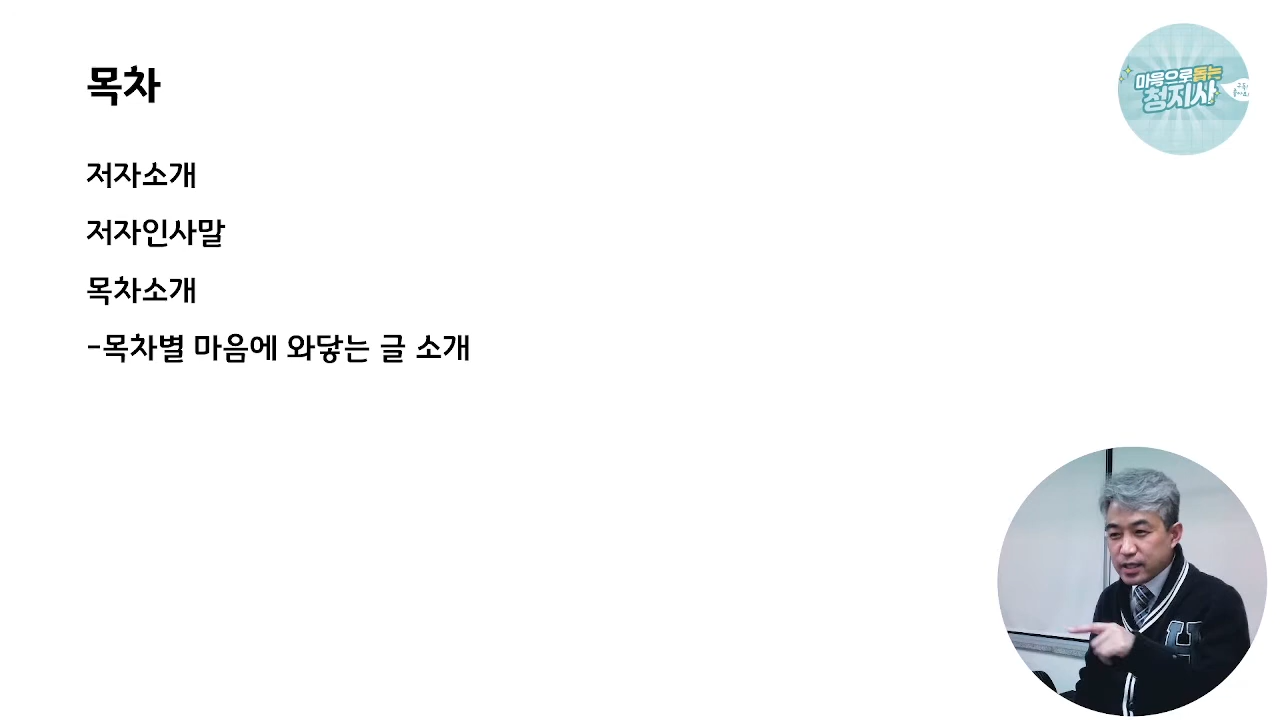 목차
저자소개
저자인사말
목차소개
-목차별 마음에 와닿는 글 소개
마음으로돕는
청지사
H